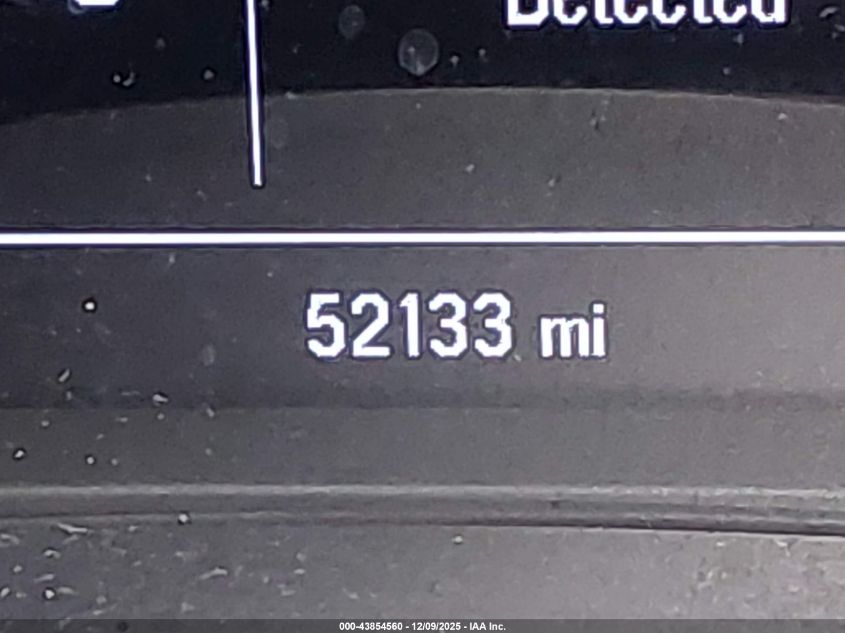 Detected
52133 mi
000-43854560 - 12/09/2025 - IAA Inc.